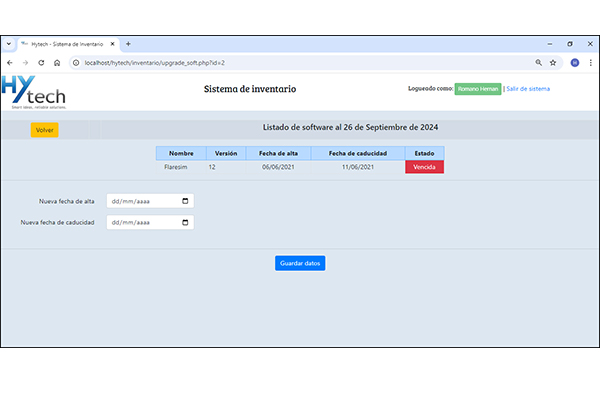 Hytech - Sistema de Inventario
localhost/hytech/inventario/upgrade_soft.php?id=2
H
HY tech
Smart ideas, reliable solutions.
Sistema de inventario
Logueado como: Romano Hernan | Salir de sistema
Volver
Listado de software al 26 de Septiembre de 2024
Nombre Versión Fecha de alta Fecha de caducidad Estado
Flaresim 12 06/06/2021 11/06/2021 Vencida
Nueva fecha de alta dd/mm/aaaa
Nueva fecha de caducidad dd/mm/aaaa
Guardar datos